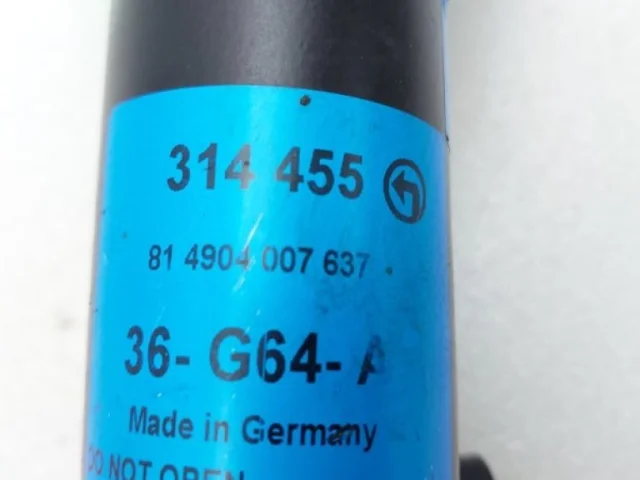 314 455
81 4904 007 637
36- G64- A
Made in Germany
DO NOT OPEN